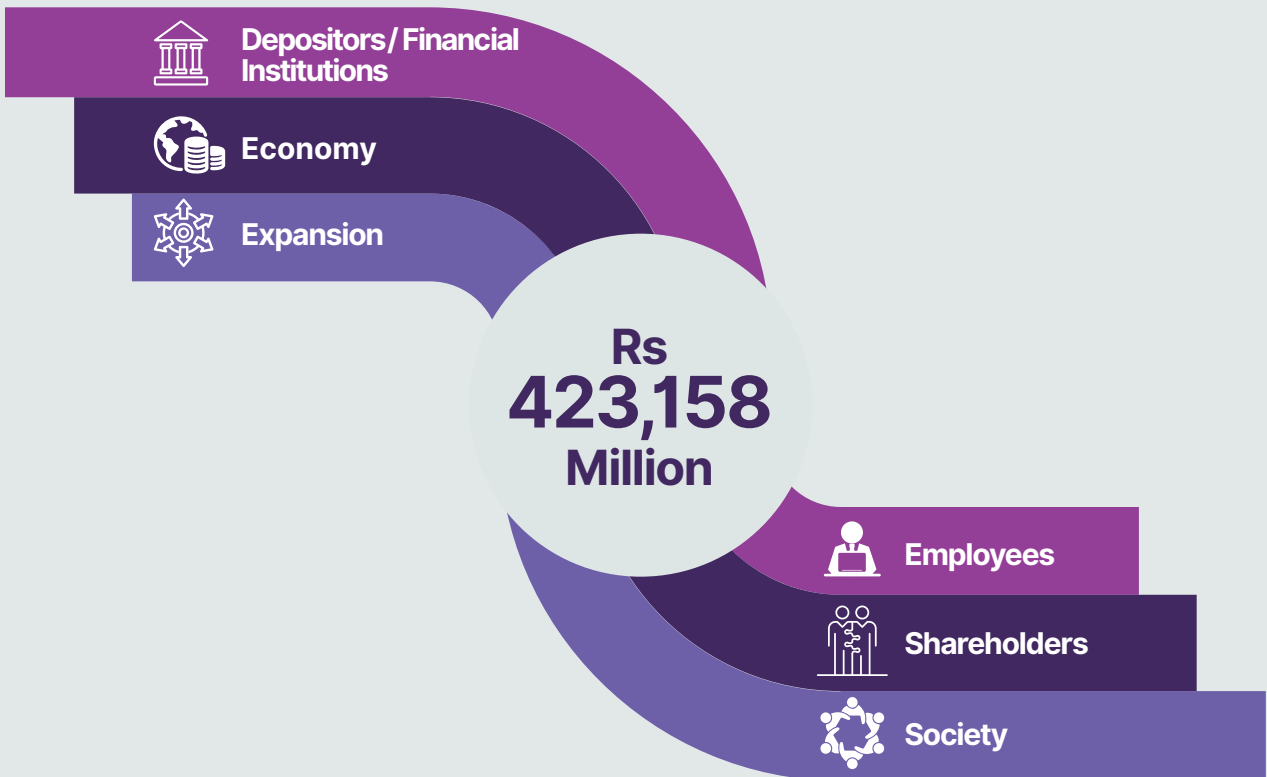 Depositors / Financial
Institutions
Economy
Expansion
Rs
423,158
Million
Employees
Shareholders
Society